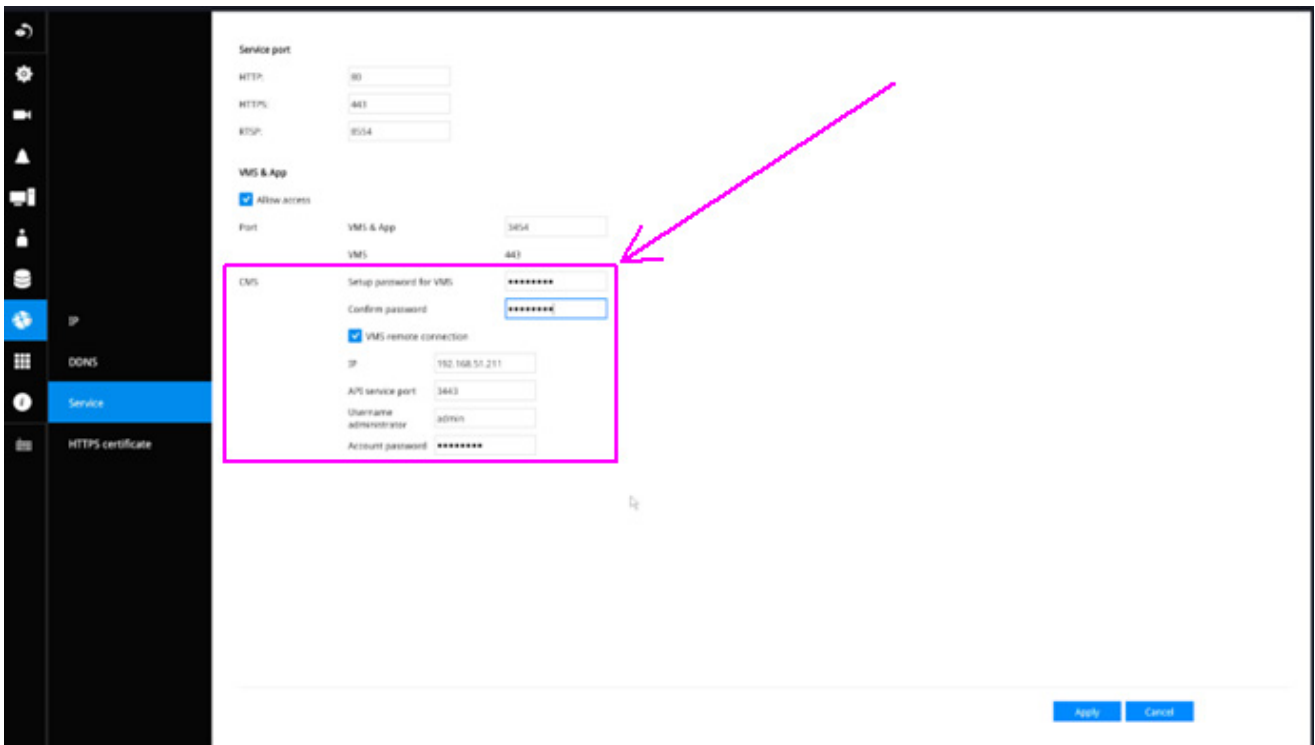 Service port
HTTP: 80
HTTPS: 443
RTSP: 8554
VMS & App
Allow access
Port VMS & App 3454
VMS 443
CMS Setup password for VMS ••••••••
Confirm password ••••••••
VMS remote connection
IP 192.168.51.211
API service port 3443
Username administrator admin
Account password ••••••••
IP
DDNS
Service
HTTPS certificate
Apply Cancel